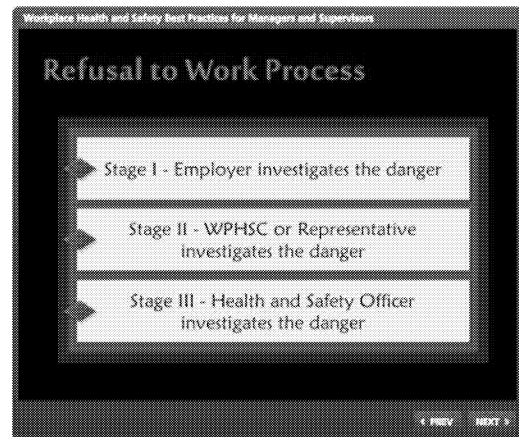 Workplace Health and Safety Best Practices for Managers and Supervisors
Refusal to Work Process
Stage I - Employer investigates the danger
Stage II - WPHSC or Representative
investigates the danger
Stage III - Health and Safety Officer
investigates the danger
< PREV NEXT >